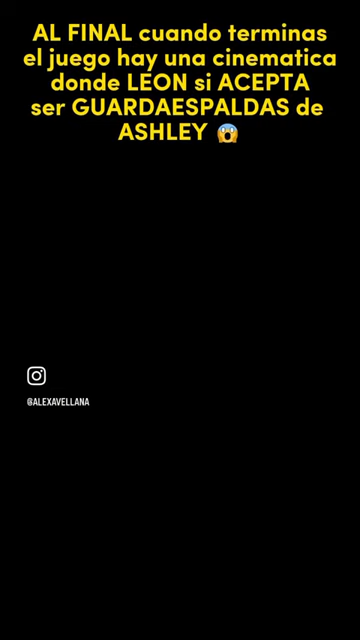 AL FINAL cuando terminas
el juego hay una cinematica
donde LEON si ACEPTA
ser GUARDAESPALDAS de
ASHLEY 😱
@ALEXAVELLANA